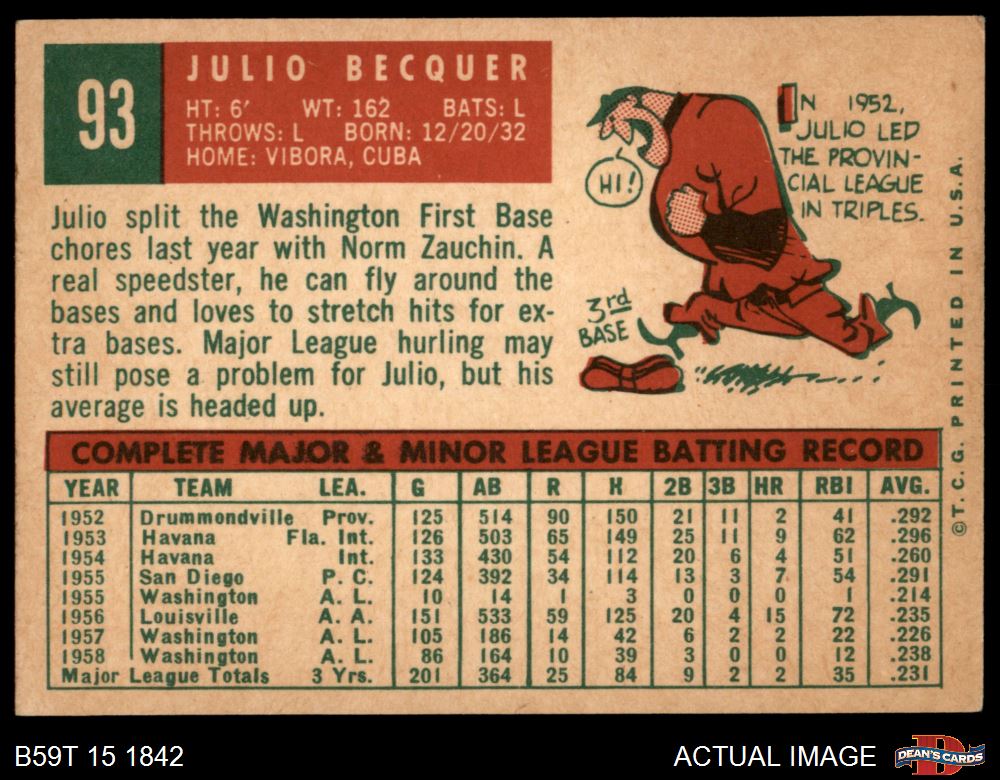 93
JULIO BECQUER
HT: 6' WT: 162 BATS: L
THROWS: L BORN: 12/20/32
HOME: VIBORA, CUBA
Julio split the Washington First Base
chores last year with Norm Zauchin. A
real speedster, he can fly around the
bases and loves to stretch hits for ex-
tra bases. Major League hurling may
still pose a problem for Julio, but his
average is headed up.
HI!
3rd
BASE
IN 1952,
JULIO LED
THE PROVIN-
CIAL LEAGUE
IN TRIPLES.
COMPLETE MAJOR & MINOR LEAGUE BATTING RECORD
YEAR TEAM LEA. G AB R H 2B 3B HR RBI AVG.
1952 Drummondville Prov. 125 514 90 150 21 11 2 41 .292
1953 Havana Fla. Int. 126 503 65 149 25 11 9 62 .296
1954 Havana Int. 133 430 54 112 20 6 4 51 .260
1955 San Diego P. C. 124 392 34 114 13 3 7 54 .291
1955 Washington A. L. 10 14 1 3 0 0 0 1 .214
1956 Louisville A. A. 151 533 59 125 20 4 15 72 .235
1957 Washington A. L. 105 186 14 42 6 2 2 22 .226
1958 Washington A. L. 86 164 10 39 3 0 0 12 .238
Major League Totals 3 Yrs. 201 364 25 84 9 2 2 35 .231
©T. C. G. PRINTED IN U.S.A.
B59T 15 1842
ACTUAL IMAGE
DEAN'S CARDS